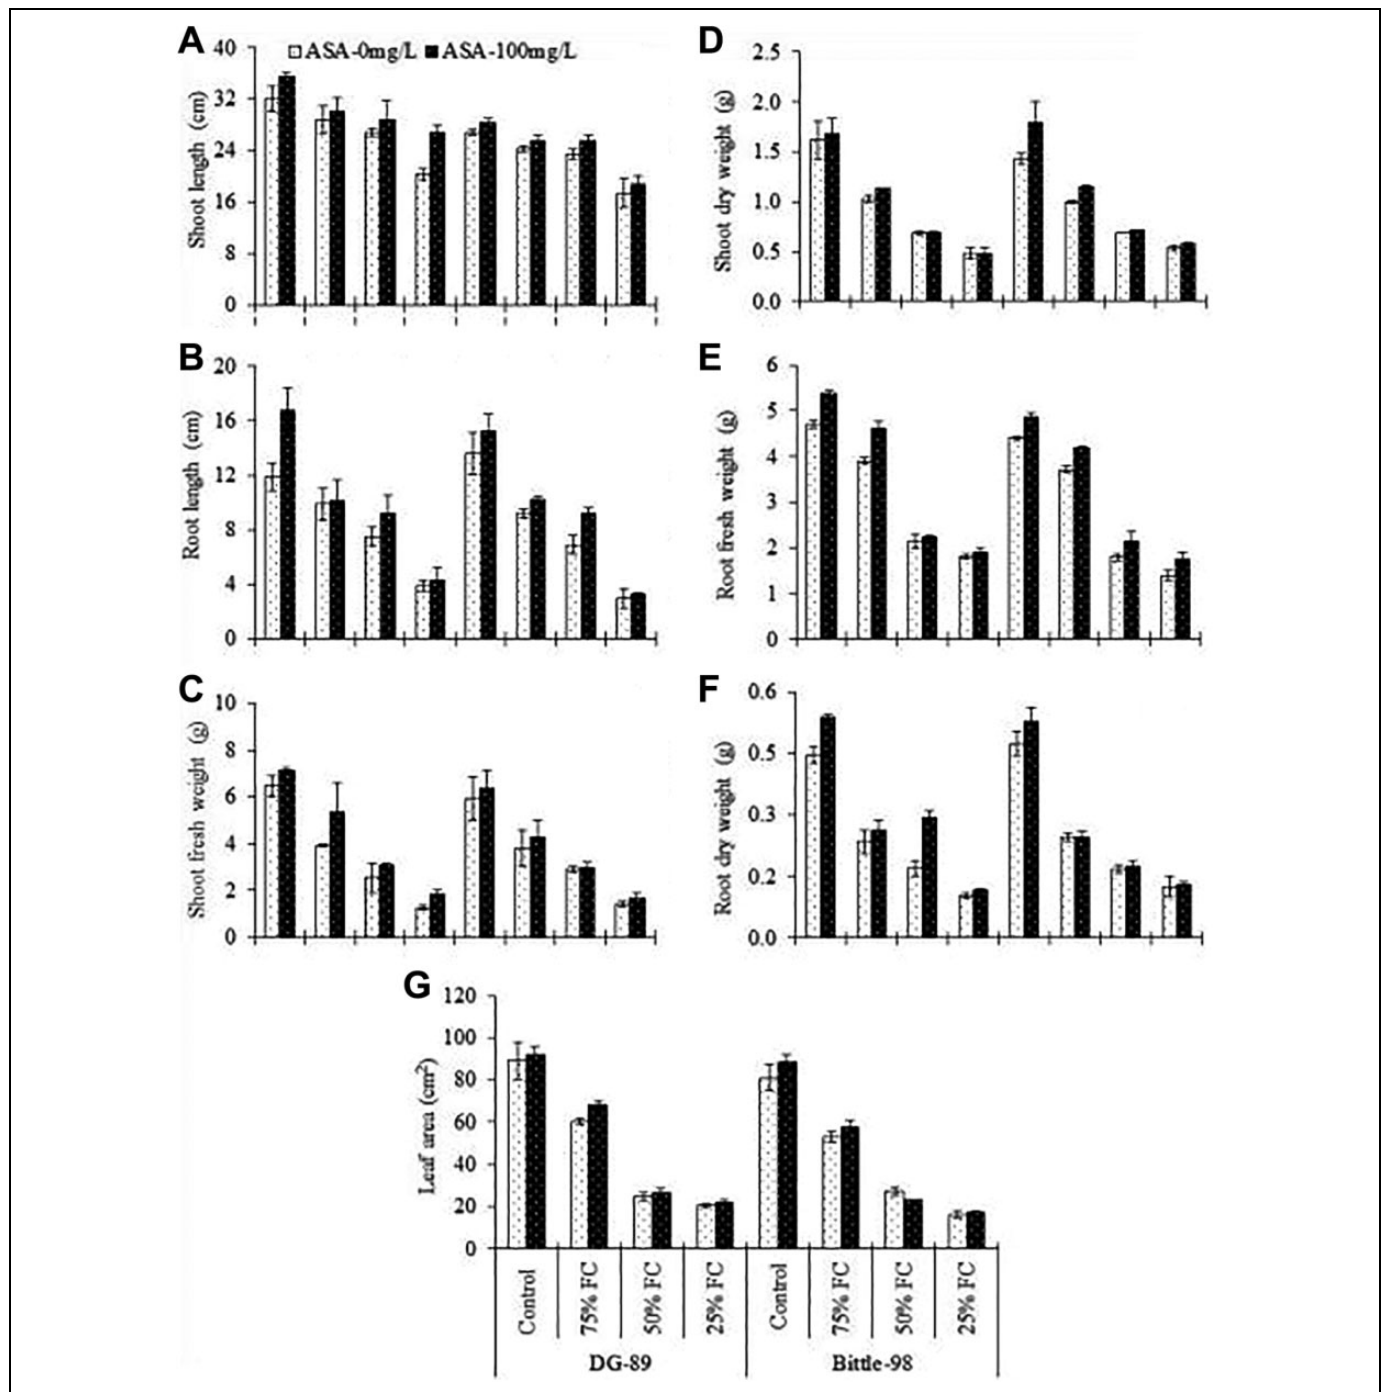 A
40
32
24
16
8
0
Shoot length (cm)
ASA-0mg/L ASA-100mg/L
D
2.5
2.0
1.5
1.0
0.5
0.0
Shoot dry weight (g)
B
20
16
12
8
4
0
Root length (cm)
E
6
5
4
3
2
1
0
Root fresh weight (g)
C
10
8
6
4
2
0
Shoot fresh weight (g)
F
0.6
0.5
0.3
0.2
0.0
Root dry weight (g)
G
120
100
80
60
40
20
0
Leaf area (cm²)
Control
75% FC
50% FC
25% FC
Control
75% FC
50% FC
25% FC
DG-89
Bittle-98